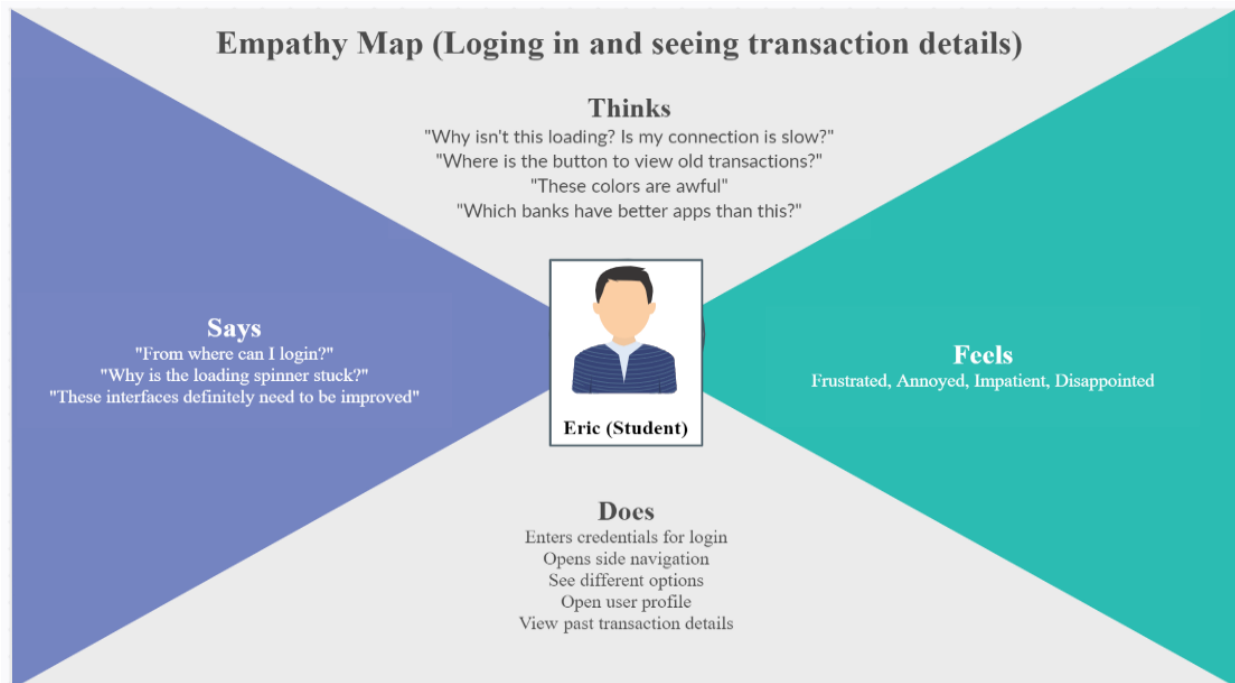 Empathy Map (Loging in and seeing transaction details)
Thinks
"Why isn't this loading? Is my connection is slow?"
"Where is the button to view old transactions?"
"These colors are awful"
"Which banks have better apps than this?"
Says
"From where can I login?"
"Why is the loading spinner stuck?"
"These interfaces definitely need to be improved"
Eric (Student)
Feels
Frustrated, Annoyed, Impatient, Disappointed
Does
Enters credentials for login
Opens side navigation
See different options
Open user profile
View past transaction details